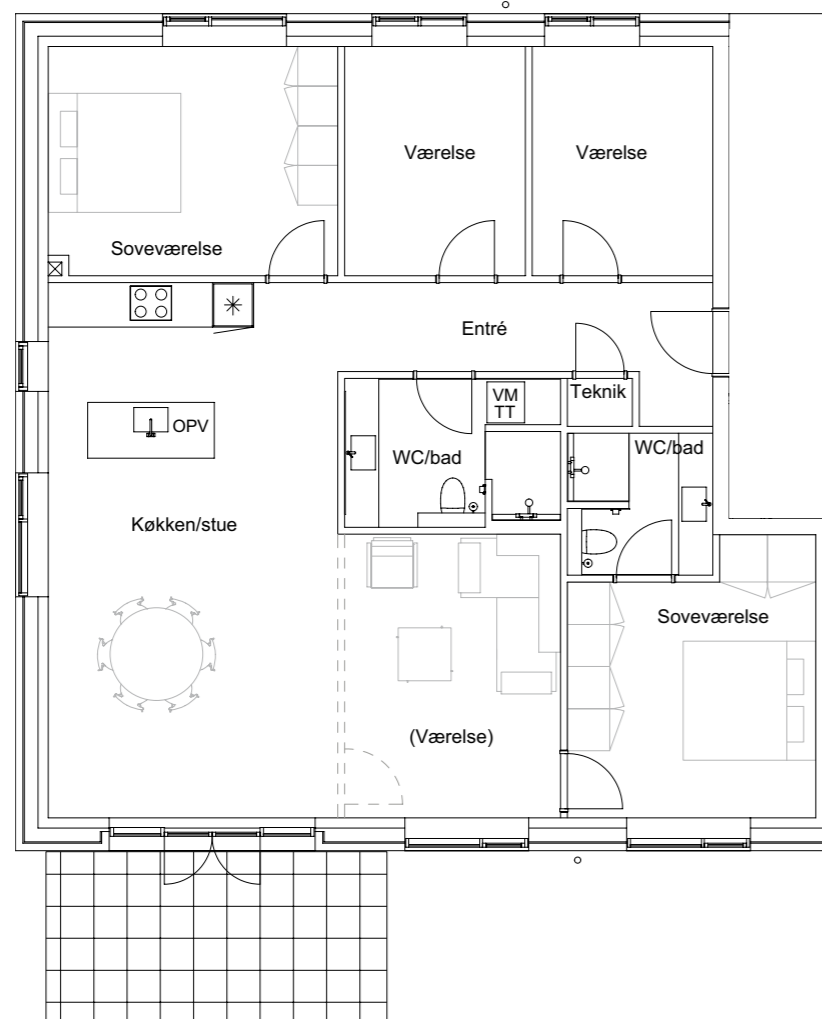 Værelse
Værelse
Soveværelse
Entré
VM
TT
Teknik
OPV
WC/bad
WC/bad
Køkken/stue
Soveværelse
(Værelse)